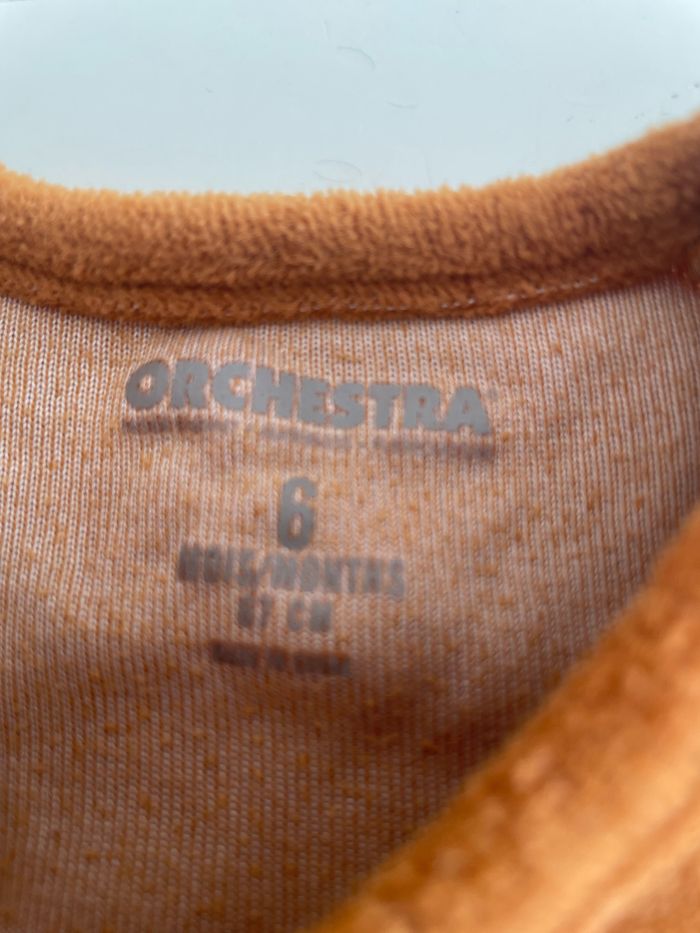 ORCHESTRA
6
MOIS/MONTHS
67 CM
MADE IN CHINA